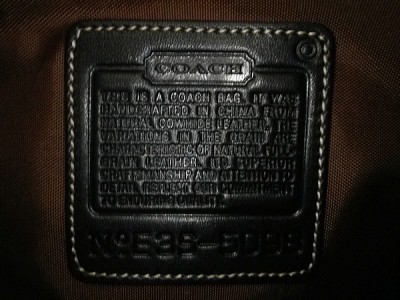 COACH
THIS IS A COACH BAG. IT WAS
HANDCRAFTED IN CHINA FROM
NATURAL COWHIDE LEATHER. THE
VARIATIONS IN THE GRAIN ARE
CHARACTERISTIC OF NATURAL FULL
GRAIN LEATHER. ITS SUPERIOR
CRAFTSMANSHIP AND ATTENTION TO
DETAIL REFLECT OUR COMMITMENT
TO ENDURING QUALITY.